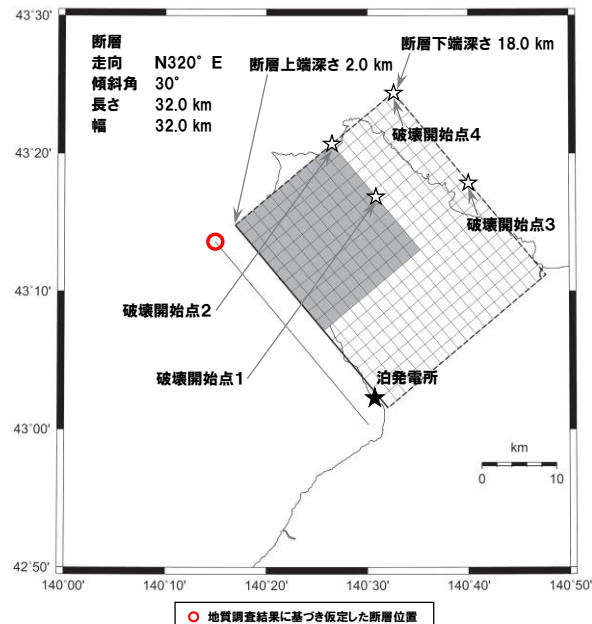 43°30'
断層
走向 N320° E
傾斜角 30°
長さ 32.0 km
幅 32.0 km
断層上端深さ 2.0 km
断層下端深さ 18.0 km
破壊開始点4
43°20'
破壊開始点3
43°10'
破壊開始点2
破壊開始点1
泊発電所
43°00'
km
0 10
42°50'
140°00' 140°10' 140°20' 140°30' 140°40' 140°50'
地質調査結果に基づき仮定した断層位置